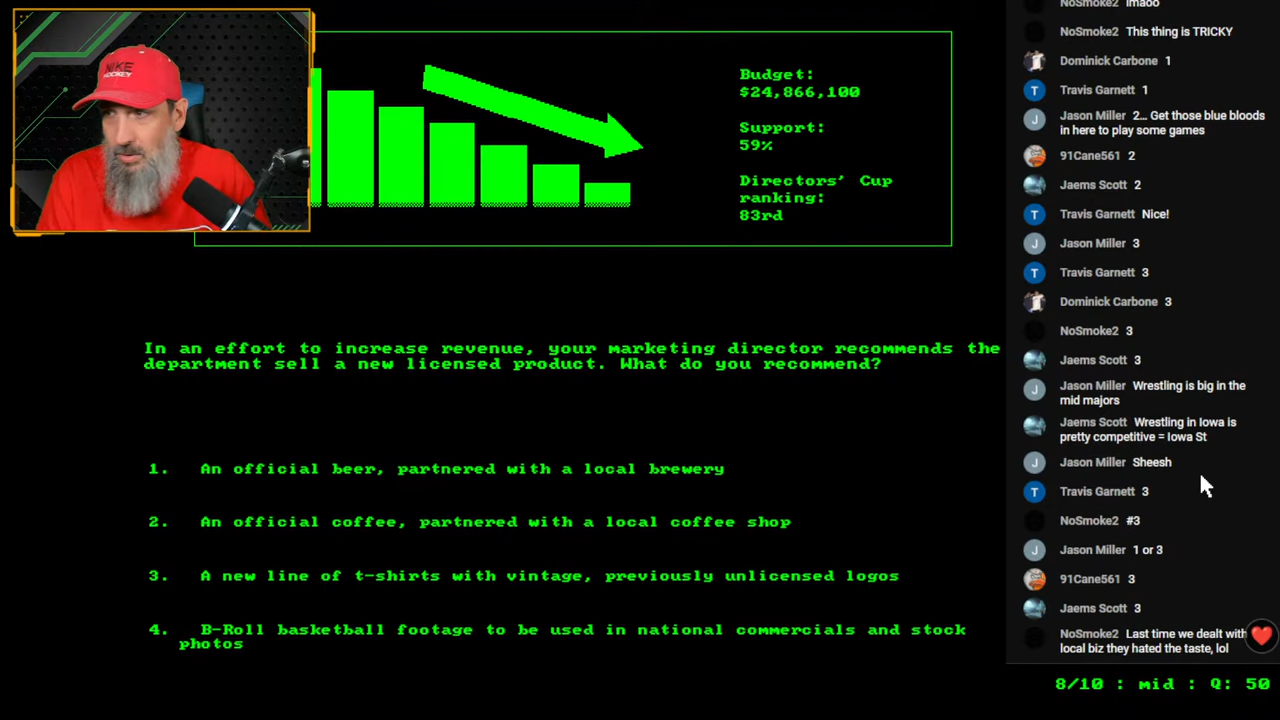 NIKE
HOCKEY
Budget:
$24,866,100
Support:
59%
Directors' Cup
ranking:
83rd
In an effort to increase revenue, your marketing director recommends the
department sell a new licensed product. What do you recommend?
1. An official beer, partnered with a local brewery
2. An official coffee, partnered with a local coffee shop
3. A new line of t-shirts with vintage, previously unlicensed logos
4. B-Roll basketball footage to be used in national commercials and stock
photos
NoSmoke2 lmaoo
NoSmoke2 This thing is TRICKY
Dominick Carbone 1
T Travis Garnett 1
J Jason Miller 2... Get those blue bloods
in here to play some games
91Cane561 2
Jaems Scott 2
T Travis Garnett Nice!
J Jason Miller 3
T Travis Garnett 3
Dominick Carbone 3
NoSmoke2 3
Jaems Scott 3
J Jason Miller Wrestling is big in the
mid majors
Jaems Scott Wrestling in Iowa is
pretty competitive = Iowa St
J Jason Miller Sheesh
T Travis Garnett 3
NoSmoke2 #3
J Jason Miller 1 or 3
91Cane561 3
Jaems Scott 3
NoSmoke2 Last time we dealt with
local biz they hated the taste, lol
8/10 : mid : Q: 50